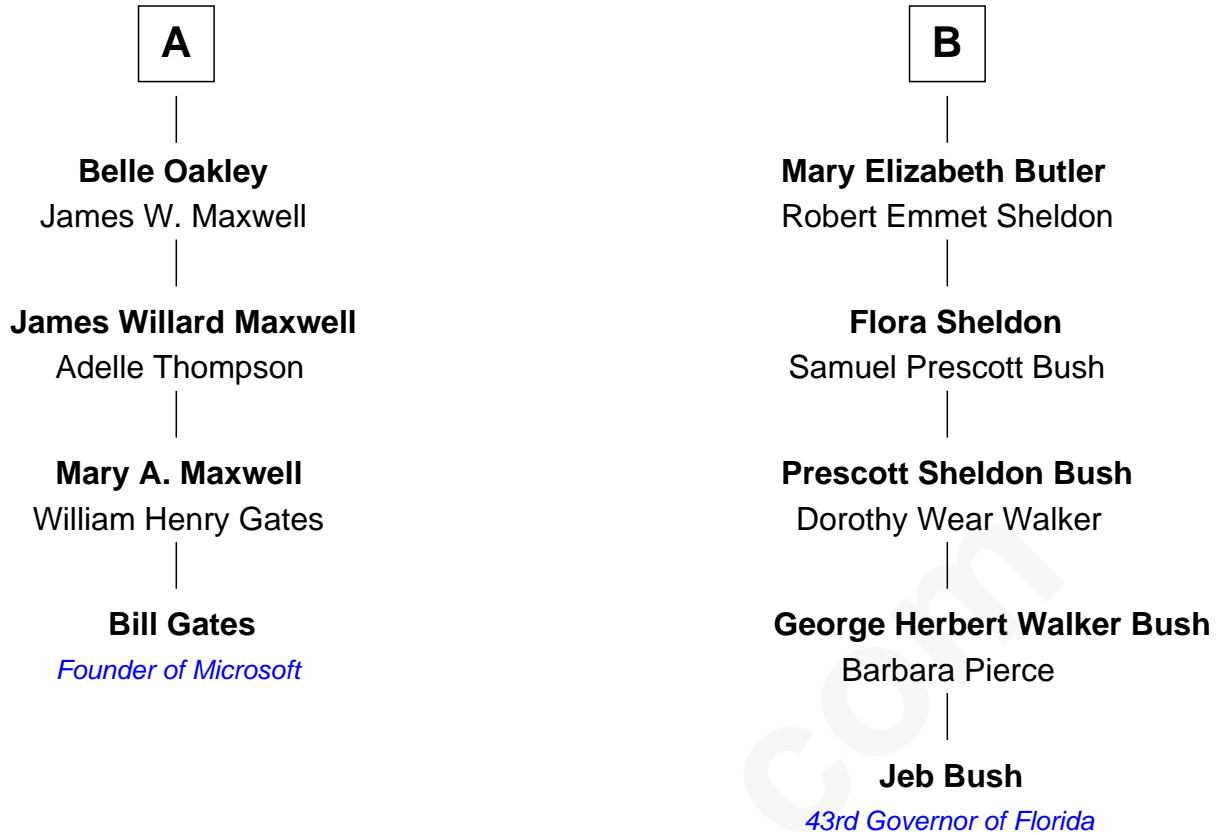 A
Belle Oakley
James W. Maxwell
James Willard Maxwell
Adelle Thompson
Mary A. Maxwell
William Henry Gates
Bill Gates
Founder of Microsoft
B
Mary Elizabeth Butler
Robert Emmet Sheldon
Flora Sheldon
Samuel Prescott Bush
Prescott Sheldon Bush
Dorothy Wear Walker
George Herbert Walker Bush
Barbara Pierce
Jeb Bush
43rd Governor of Florida
com